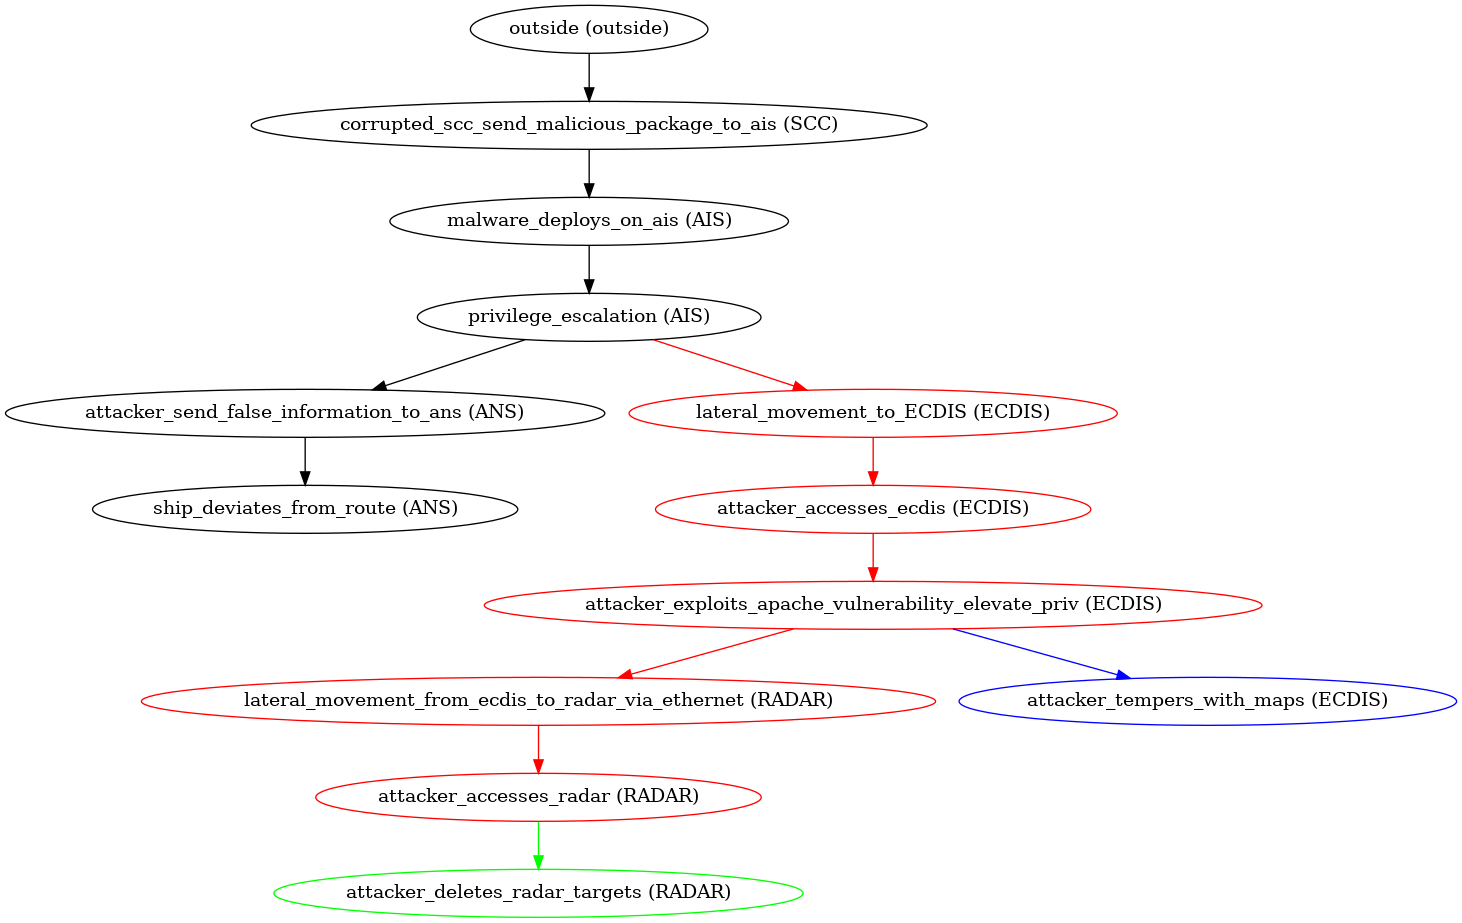 outside (outside)
corrupted_scc_send_malicious_package_to_ais (SCC)
malware_deploys_on_ais (AIS)
privilege_escalation (AIS)
attacker_send_false_information_to_ans (ANS)
lateral_movement_to_ECDIS (ECDIS)
ship_deviates_from_route (ANS)
attacker_accesses_ecdis (ECDIS)
attacker_exploits_apache_vulnerability_elevate_priv (ECDIS)
lateral_movement_from_ecdis_to_radar_via_ethernet (RADAR)
attacker_tempers_with_maps (ECDIS)
attacker_accesses_radar (RADAR)
attacker_deletes_radar_targets (RADAR)